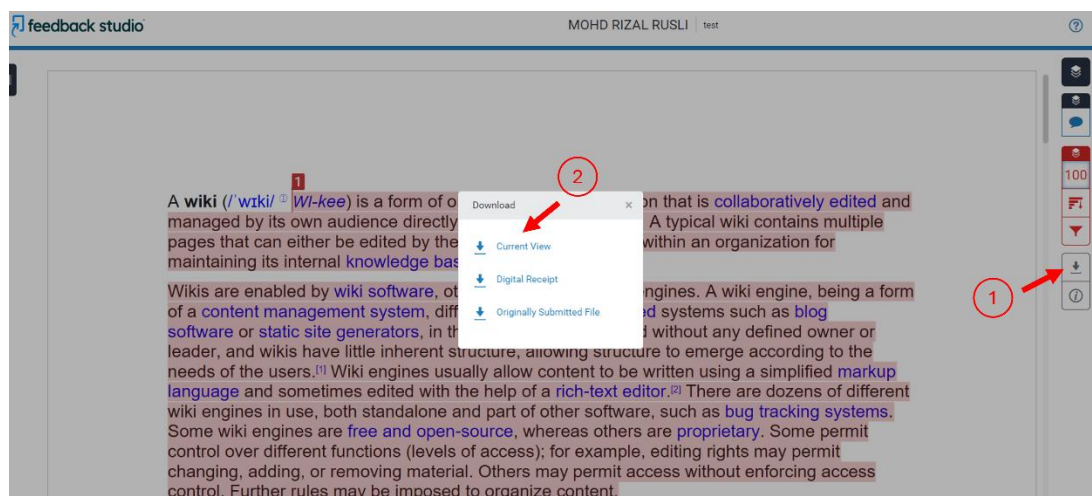 feedback studio
MOHD RIZAL RUSLI | test
?
1
A wiki (/ˈwɪki/ WI-kee) is a form of o
on that is collaboratively edited and
managed by its own audience directly
A typical wiki contains multiple
pages that can either be edited by the
within an organization for
maintaining its internal knowledge bas
Wikis are enabled by wiki software, ot
engines. A wiki engine, being a form
of a content management system, diff
ed systems such as blog
software or static site generators, in th
d without any defined owner or
leader, and wikis have little inherent structure, allowing structure to emerge according to the
needs of the users.[1] Wiki engines usually allow content to be written using a simplified markup
language and sometimes edited with the help of a rich-text editor.[2] There are dozens of different
wiki engines in use, both standalone and part of other software, such as bug tracking systems.
Some wiki engines are free and open-source, whereas others are proprietary. Some permit
control over different functions (levels of access); for example, editing rights may permit
changing, adding, or removing material. Others may permit access without enforcing access
control. Further rules may be imposed to organize content.
2
Download ×
Current View
Digital Receipt
Originally Submitted File
100
1
i